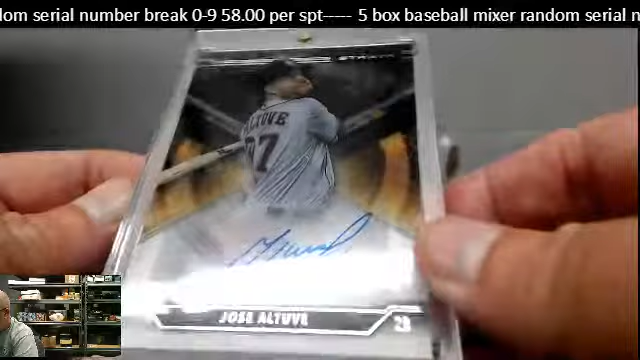 dom serial number break 0-9 58.00 per spt----- 5 box baseball mixer random serial n
ALTUVE
27
JOSE ALTUVE
2B